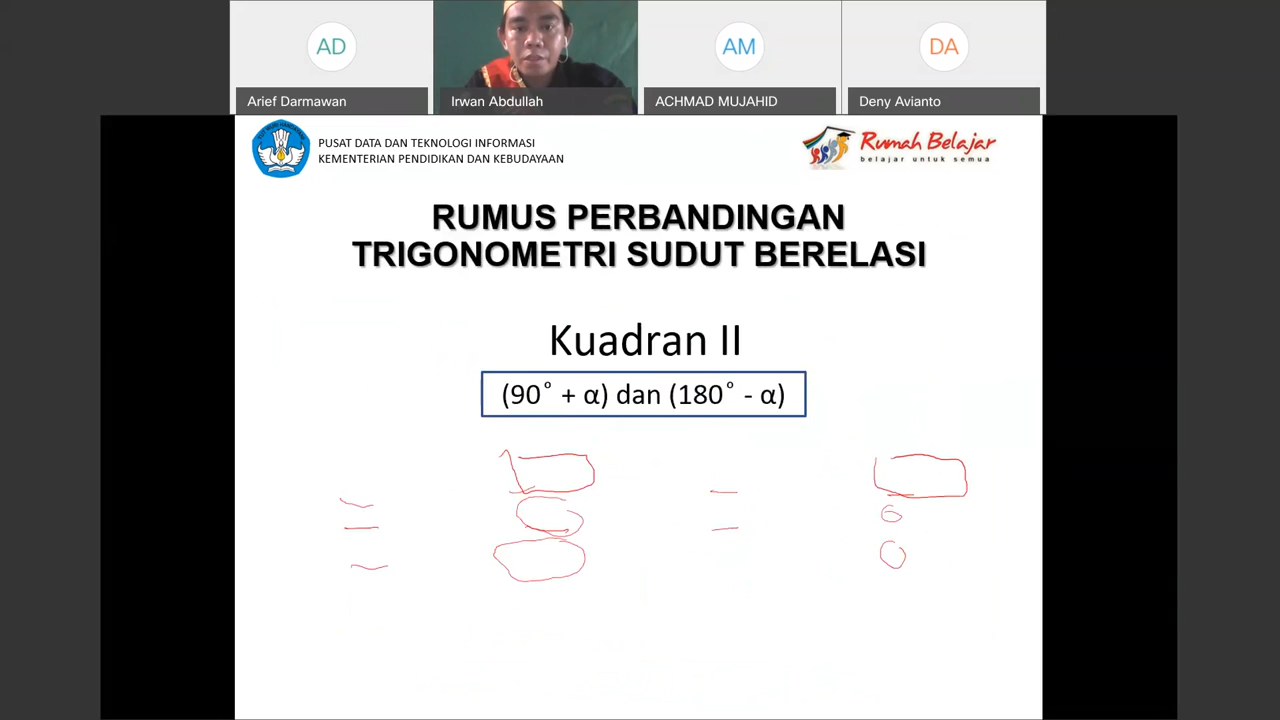 AD
AM
DA
Arief Darmawan
Irwan Abdullah
ACHMAD MUJAHID
Deny Avianto
PUSAT DATA DAN TEKNOLOGI INFORMASI
KEMENTERIAN PENDIDIKAN DAN KEBUDAYAAN
Rumah Belajar
belajar untuk semua
RUMUS PERBANDINGAN
TRIGONOMETRI SUDUT BERELASI
Kuadran II
(90˚ + α) dan (180˚ - α)